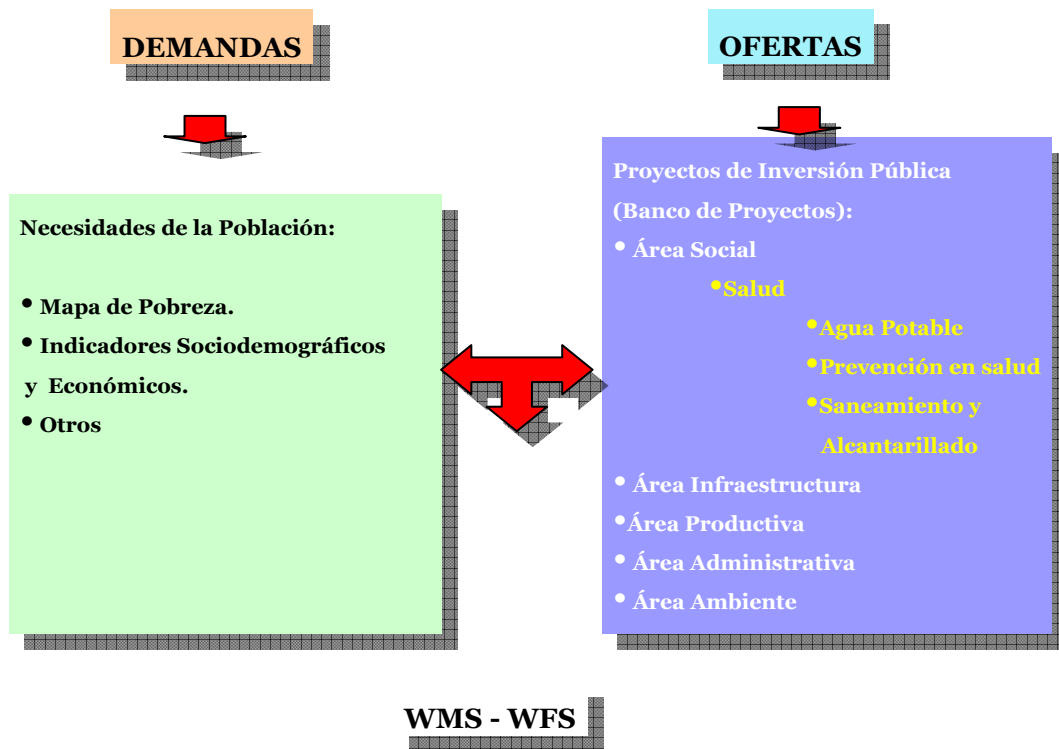 DEMANDAS
OFERTAS
Necesidades de la Población:
• Mapa de Pobreza.
• Indicadores Sociodemográficos
y Económicos.
• Otros
Proyectos de Inversión Pública
(Banco de Proyectos):
• Área Social
•Salud
•Agua Potable
•Prevención en salud
•Saneamiento y
Alcantarillado
• Área Infraestructura
•Área Productiva
• Área Administrativa
• Área Ambiente
WMS - WFS